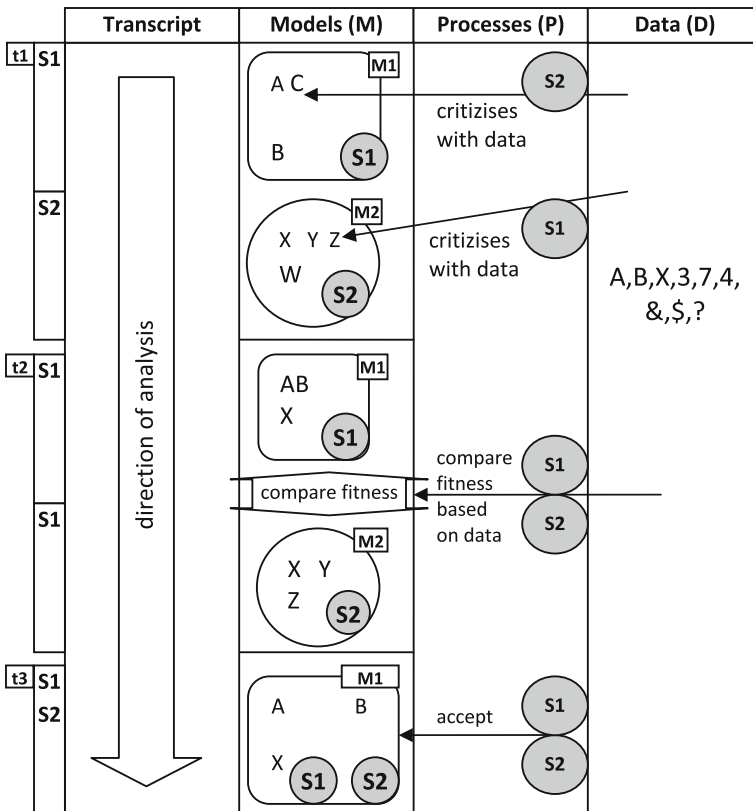 Transcript Models (M) Processes (P) Data (D)
t1 S1
M1
A C
B
S1
S2
critizises
with data
S2
M2
X Y Z
W
S2
S1
critizises
with data
A,B,X,3,7,4,
&,$,?
direction of analysis
t2 S1
M1
AB
X
S1
compare fitness
S1
compare
fitness
based
on data
S1
S2
M2
X Y
Z
S2
t3 S1
S2
M1
A B
X
S1 S2
accept
S1
S2